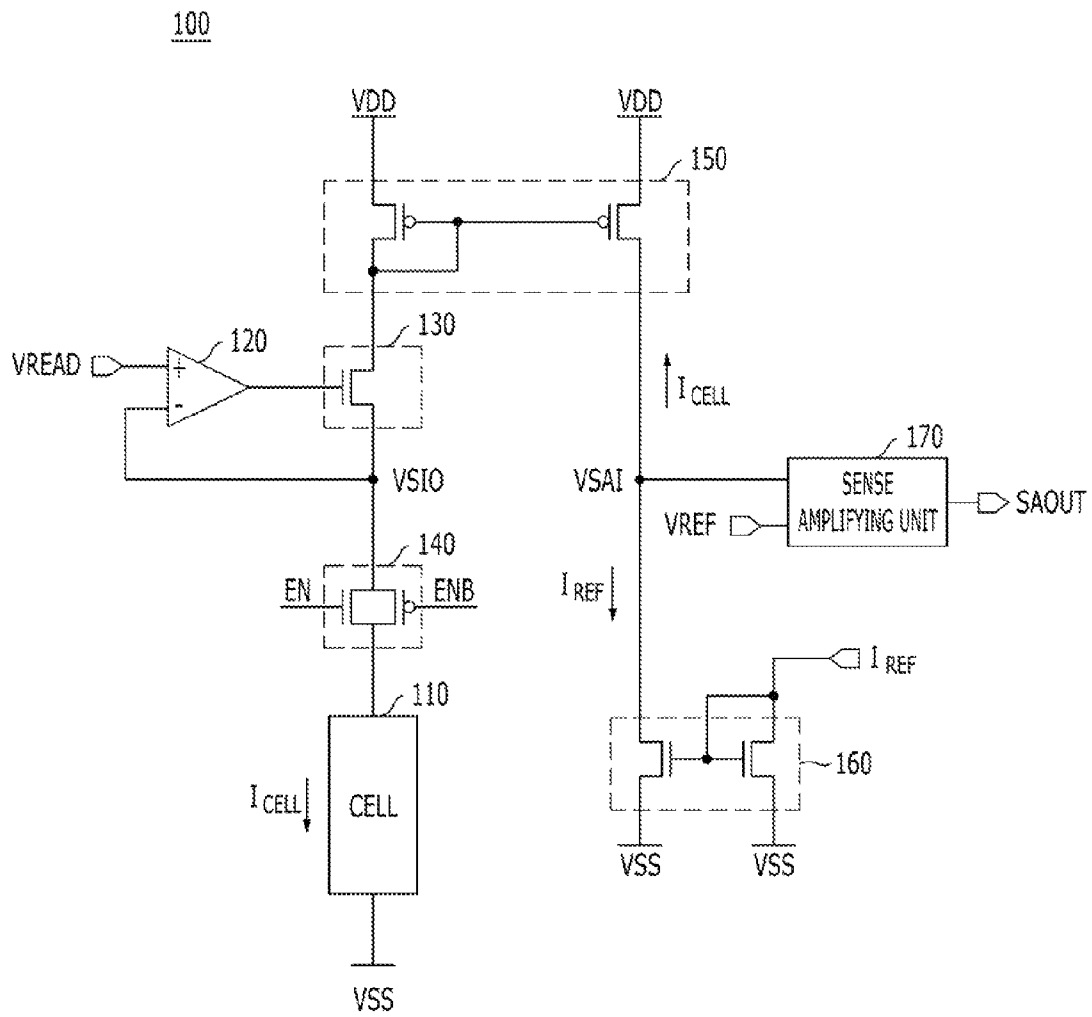 100
VDD
VDD
150
130
120
VREAD
+
-
I CELL
170
VSIO
VSAI
SENSE
AMPLIFYING UNIT
SAOUT
VREF
140
EN
ENB
I REF
I REF
110
160
I CELL
CELL
VSS
VSS
VSS